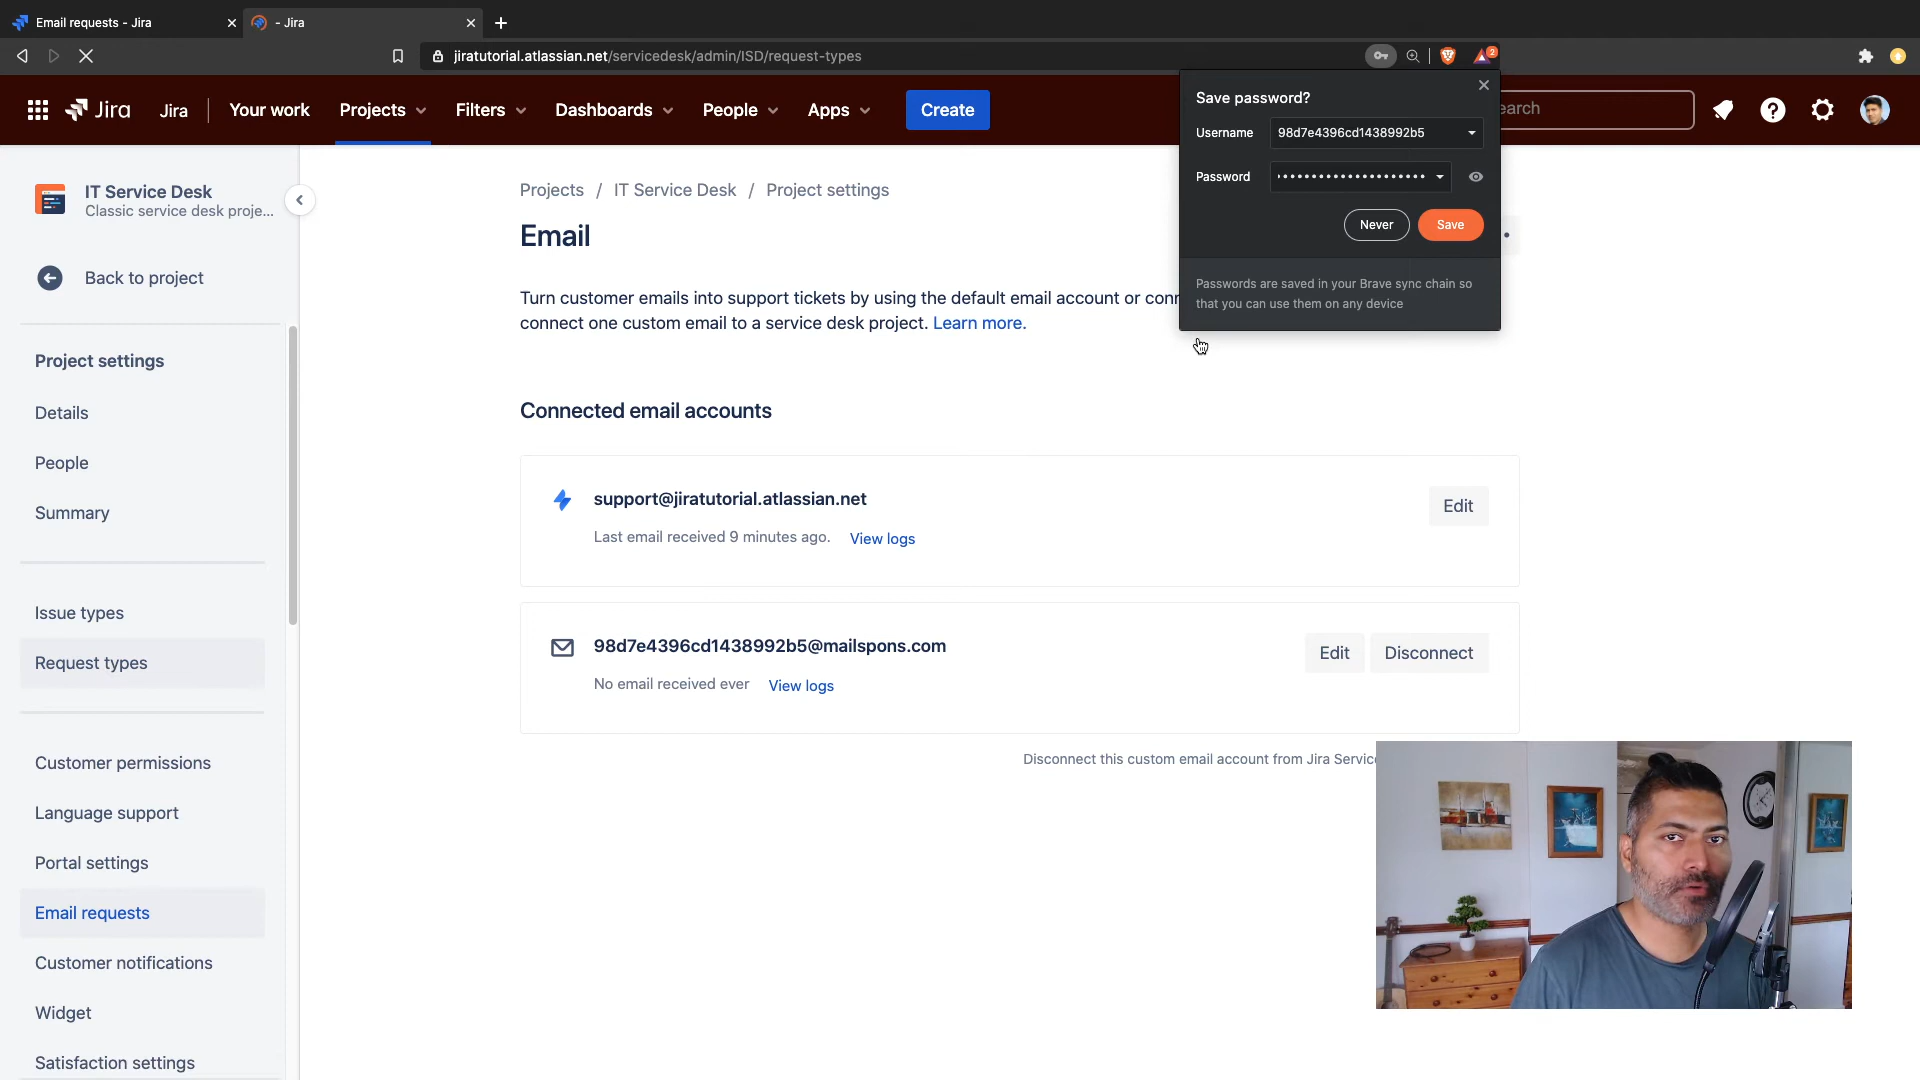 Email requests - Jira
- Jira
jiratutorial.atlassian.net/servicedesk/admin/ISD/request-types
2
Jira
Jira
Your work
Projects
Filters
Dashboards
People
Apps
Create
earch
Save password?
Username
98d7e4396cd1438992b5
Password
Never
Save
Passwords are saved in your Brave sync chain so
that you can use them on any device
IT Service Desk
Classic service desk proje...
Back to project
Project settings
Details
People
Summary
Issue types
Request types
Customer permissions
Language support
Portal settings
Email requests
Customer notifications
Widget
Satisfaction settings
Projects / IT Service Desk / Project settings
Email
Turn customer emails into support tickets by using the default email account or conn
connect one custom email to a service desk project. Learn more.
Connected email accounts
support@jiratutorial.atlassian.net
Last email received 9 minutes ago. View logs
Edit
98d7e4396cd1438992b5@mailspons.com
No email received ever View logs
Edit
Disconnect
Disconnect this custom email account from Jira Servic